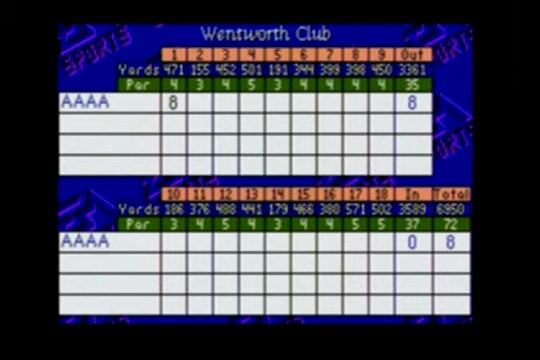 Wentworth Club
1 2 3 4 5 6 7 8 9 Out
Yards 471 155 452 501 191 344 399 398 450 3361
Par 4 3 4 5 3 4 4 4 4 35
AAAA 8 8
10 11 12 13 14 15 16 17 18 In Total
Yards 186 376 488 441 179 466 380 571 502 3589 6950
Par 3 4 5 4 3 4 4 5 5 37 72
AAAA 0 8